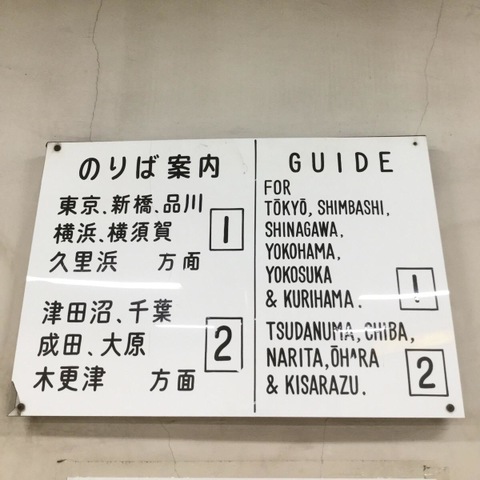 のりば案内
東京、新橋、品川
横浜、横須賀
久里浜 方面
1
津田沼、千葉
成田、大原
木更津 方面
2
GUIDE
FOR
TŌKYŌ, SHIMBASHI,
SHINAGAWA,
YOKOHAMA,
YOKOSUKA
& KURIHAMA.
!
TSUDANUMA, CHIBA,
NARITA, ŌHARA
& KISARAZU.
2